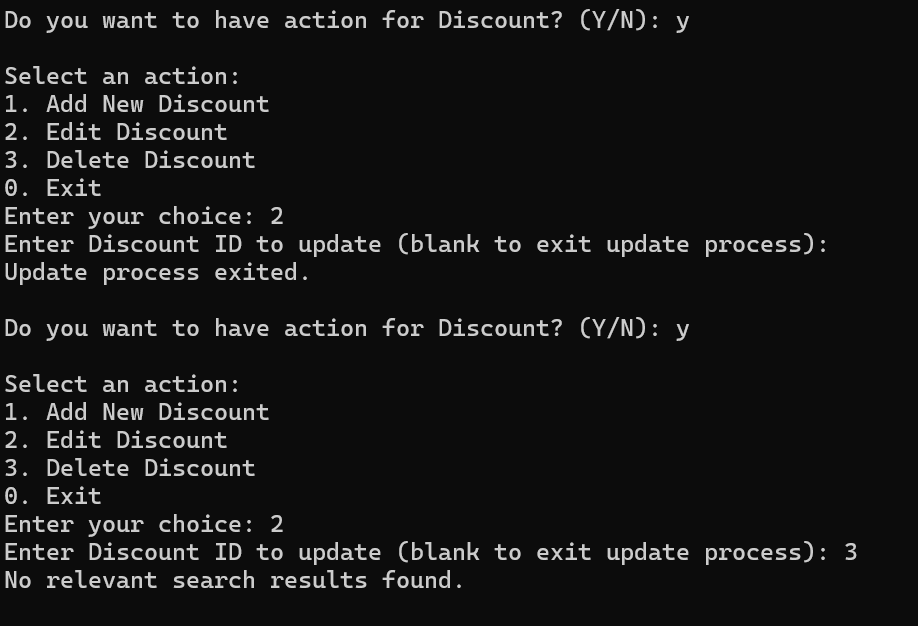 Do you want to have action for Discount? (Y/N): y
Select an action:
1. Add New Discount
2. Edit Discount
3. Delete Discount
0. Exit
Enter your choice: 2
Enter Discount ID to update (blank to exit update process):
Update process exited.
Do you want to have action for Discount? (Y/N): y
Select an action:
1. Add New Discount
2. Edit Discount
3. Delete Discount
0. Exit
Enter your choice: 2
Enter Discount ID to update (blank to exit update process): 3
No relevant search results found.